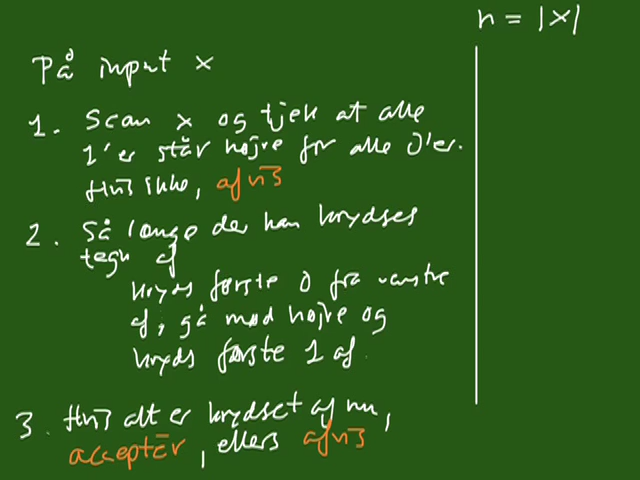 n = |x|
På input x
1. Scan x og tjek at alle
1'er står højre for alle 0'er.
Hvis ikke, afvis
2. Så længe der kan krydses
tegn af
kryds første 0 fra venstre
af, gå mod højre og
kryds første 1 af.
3. Hvis alt er krydset af nu,
acceptér, ellers afvis